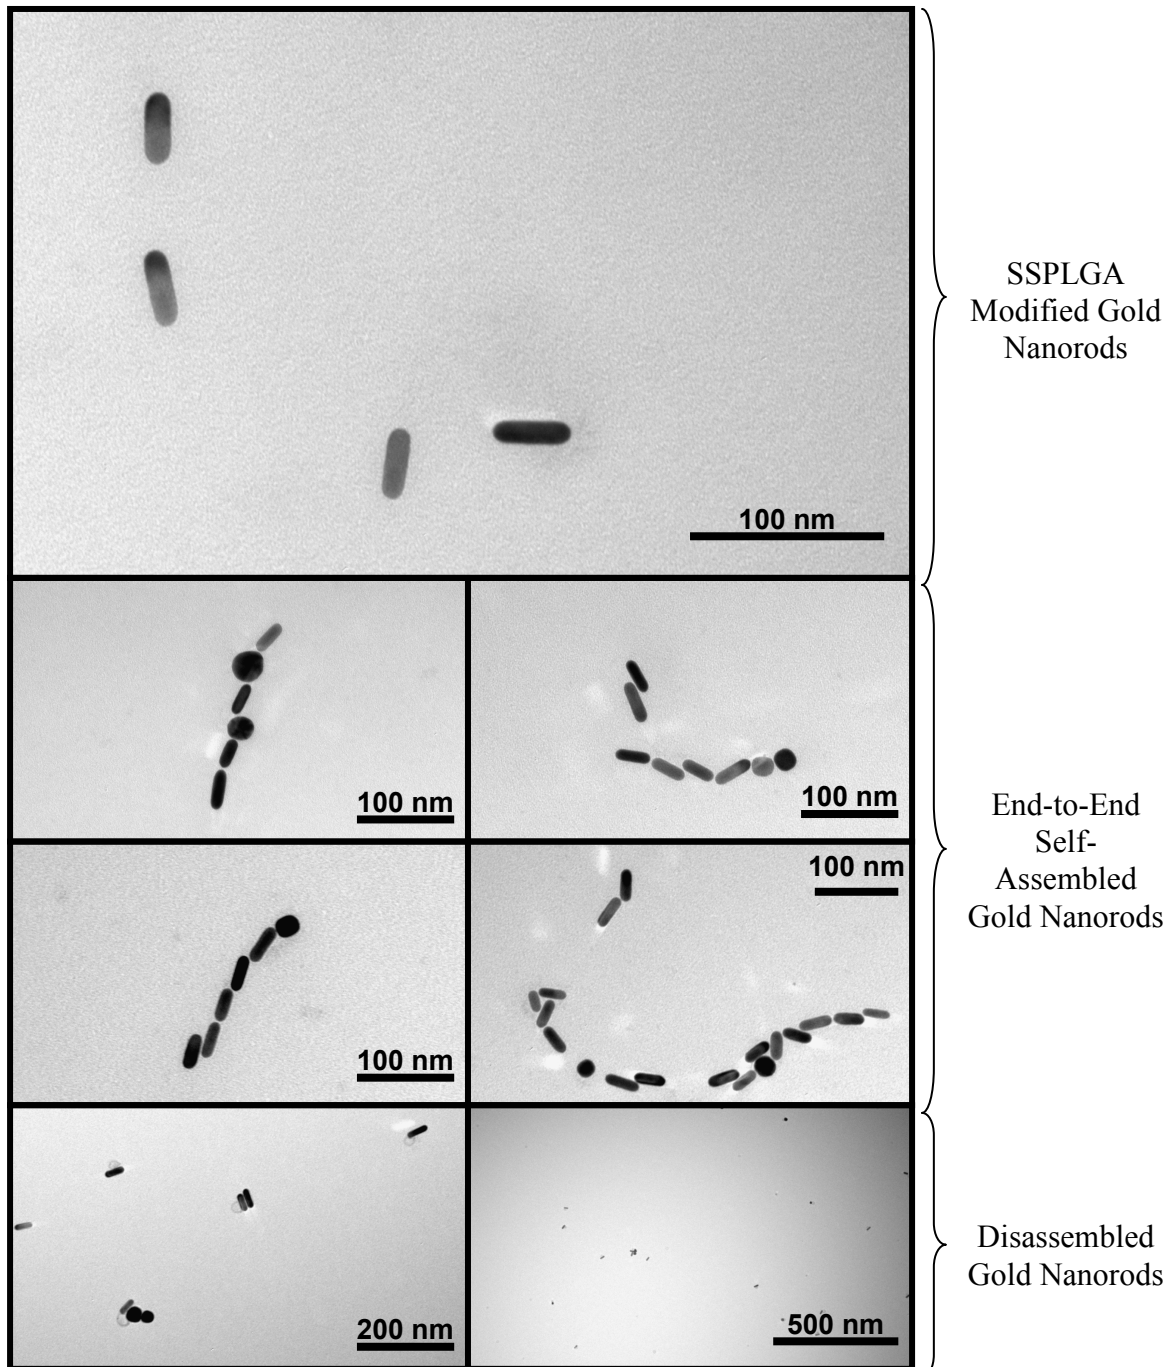 SSPLGA
Modified Gold
Nanorods
100 nm
100 nm
100 nm
End-to-End
Self-
Assembled
Gold Nanorods
100 nm
100 nm
Disassembled
Gold Nanorods
200 nm
500 nm